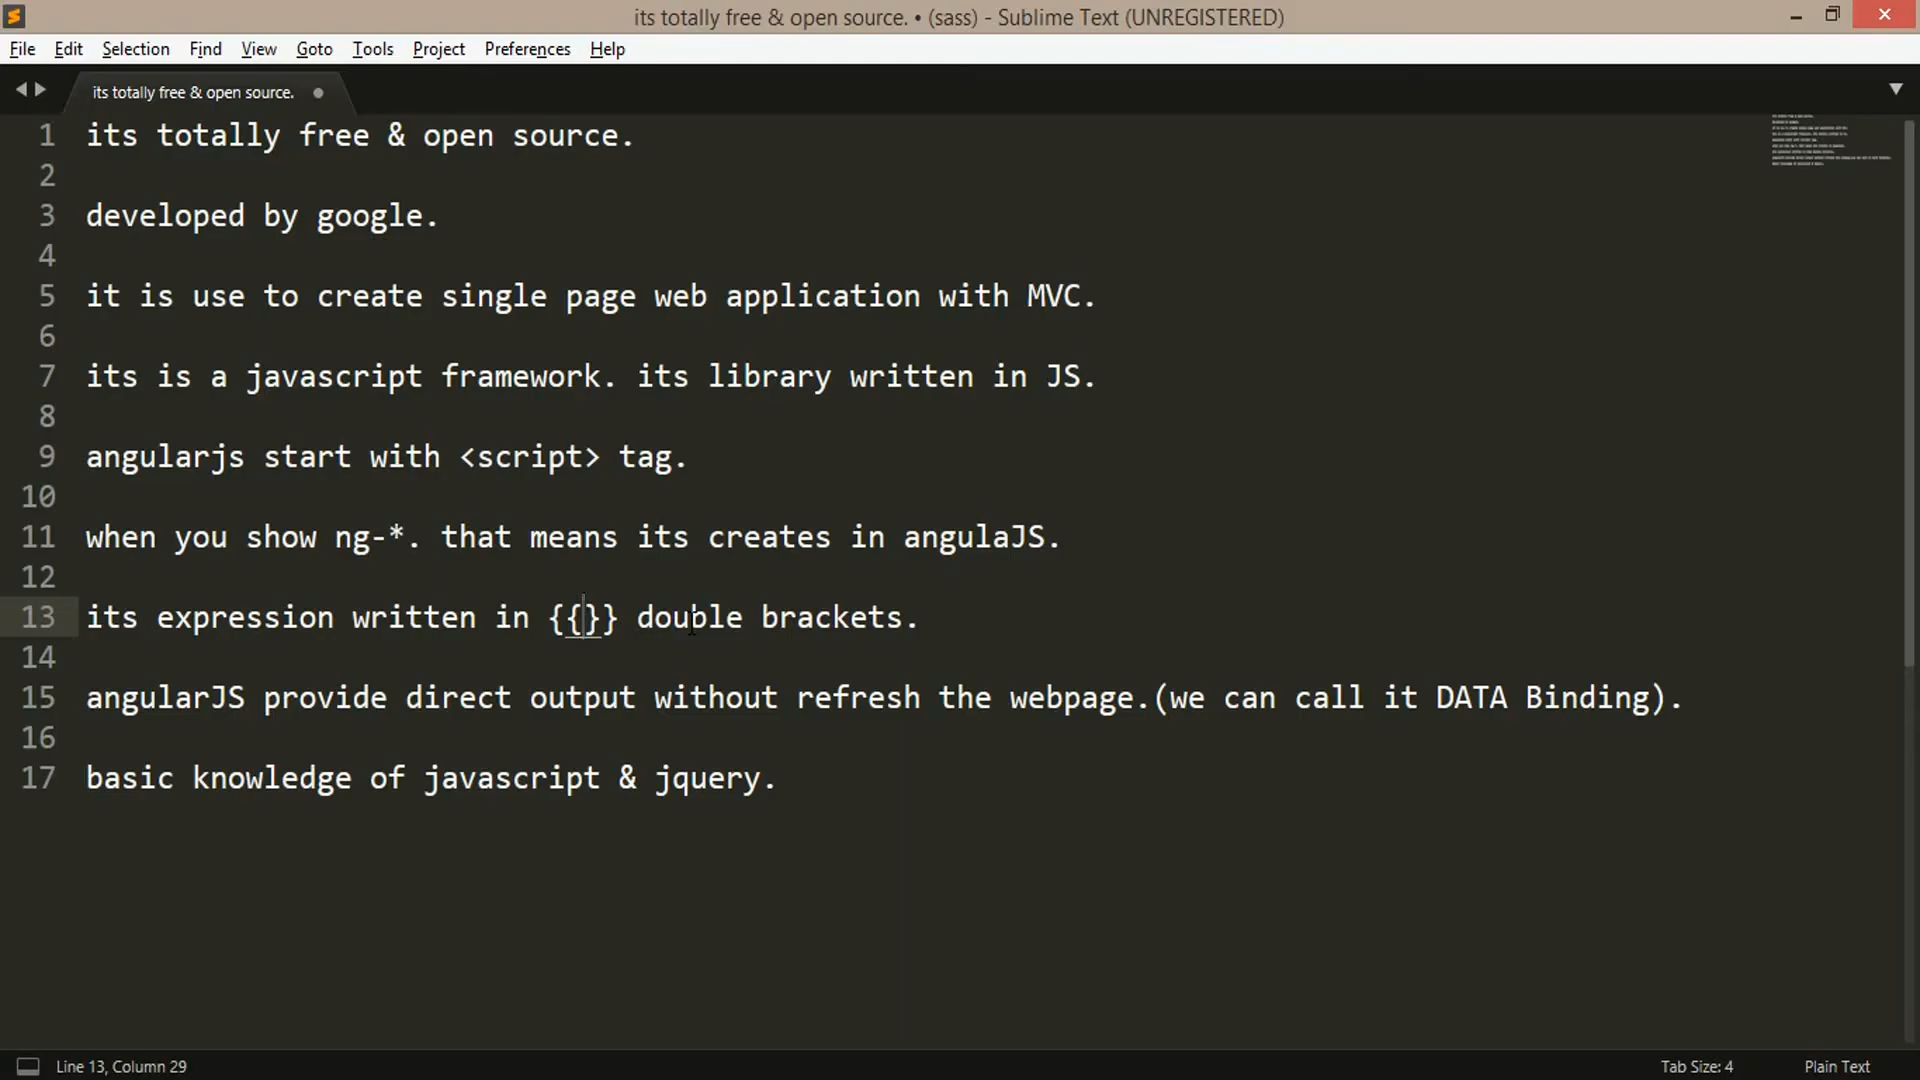 its totally free & open source. • (sass) - Sublime Text (UNREGISTERED)
File Edit Selection Find View Goto Tools Project Preferences Help
its totally free & open source.
1 its totally free & open source.
2
3 developed by google.
4
5 it is use to create single page web application with MVC.
6
7 its is a javascript framework. its library written in JS.
8
9 angularjs start with <script> tag.
10
11 when you show ng-*. that means its creates in angulaJS.
12
13 its expression written in {{}} double brackets.
14
15 angularJS provide direct output without refresh the webpage.(we can call it DATA Binding).
16
17 basic knowledge of javascript & jquery.
Line 13, Column 29 Tab Size: 4 Plain Text